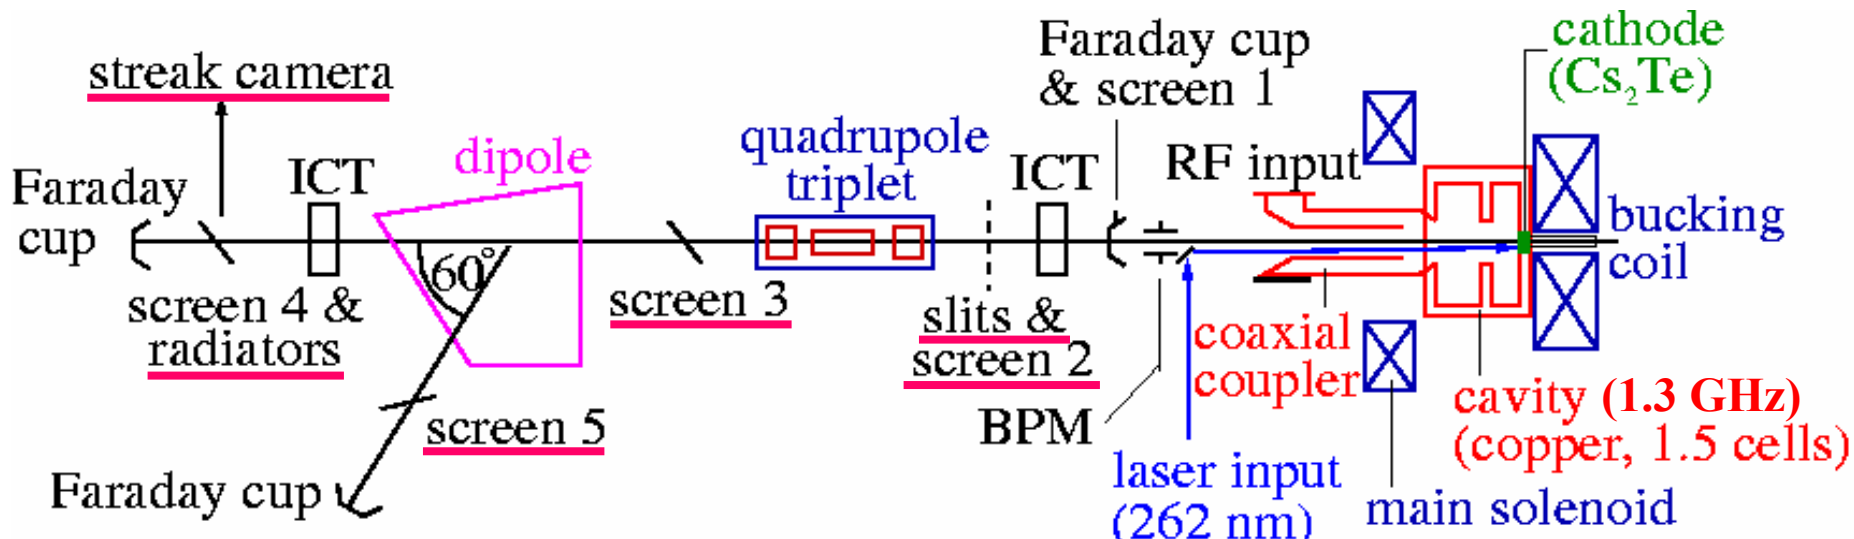 streak camera
Faraday
cup
ICT
dipole
60°
screen 4 &
radiators
screen 5
Faraday cup
screen 3
quadrupole
triplet
slits &
screen 2
ICT
Faraday cup
& screen 1
BPM
RF input
laser input
(262 nm)
coaxial
coupler
cathode
(Cs₂Te)
bucking
coil
cavity (1.3 GHz)
(copper, 1.5 cells)
main solenoid